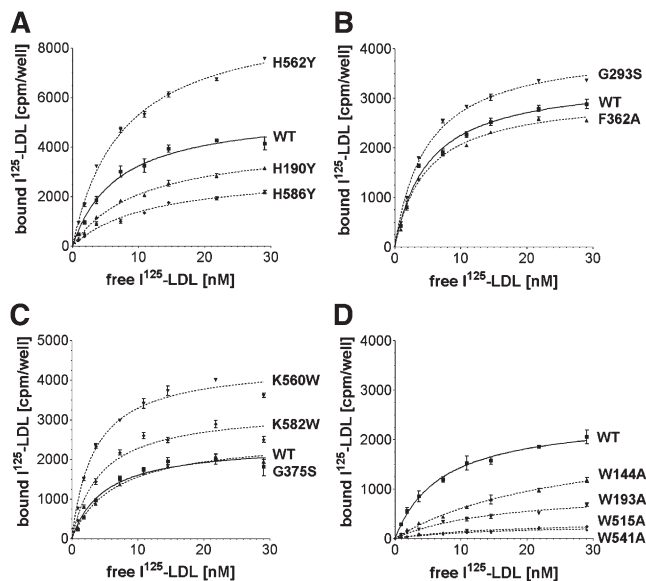 A
bound I¹²⁵-LDL [cpm/well]
8000
6000
4000
2000
0
H562Y
WT
H190Y
H586Y
0 10 20 30
free I¹²⁵-LDL [nM]
B
bound I¹²⁵-LDL [cpm/well]
4000
3000
2000
1000
0
G293S
WT
F362A
0 10 20 30
free I¹²⁵-LDL [nM]
C
bound I¹²⁵-LDL [cpm/well]
5000
4000
3000
2000
1000
0
K560W
K582W
WT
G375S
0 10 20 30
free I¹²⁵-LDL [nM]
D
bound I¹²⁵-LDL [cpm/well]
4000
3000
2000
1000
0
WT
W144A
W193A
W515A
W541A
0 10 20 30
free I¹²⁵-LDL [nM]